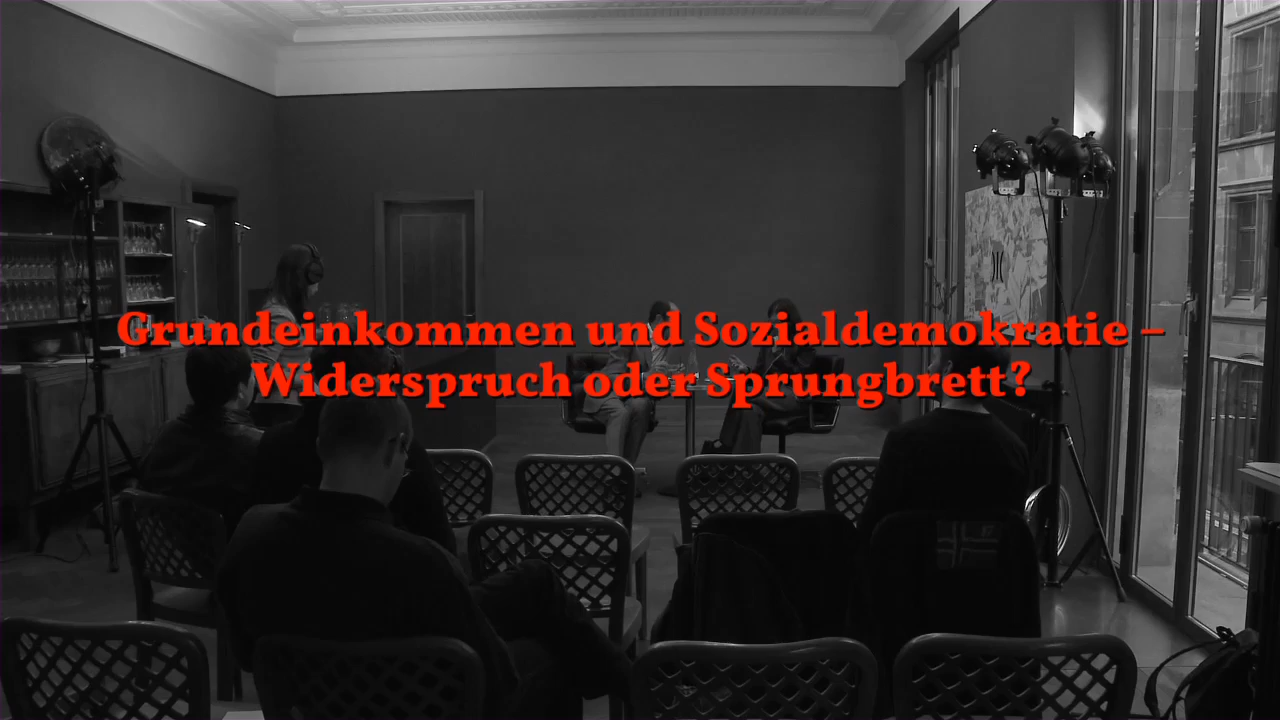 Grundeinkommen und Sozialdemokratie –
Widerspruch oder Sprungbrett?